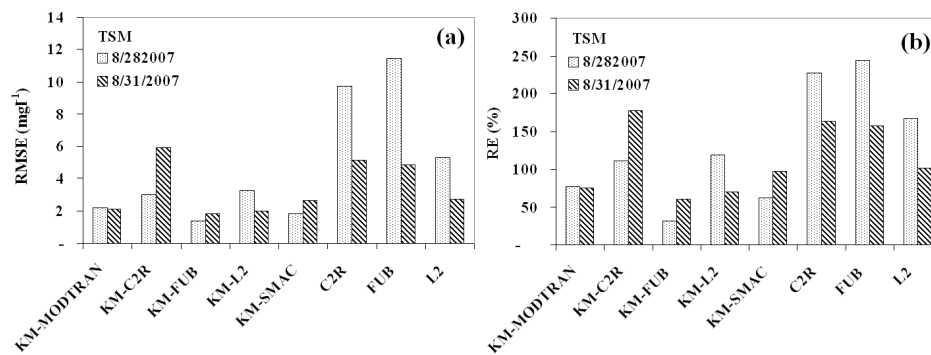 14
12
10
8
6
4
2
-
RMSE (mgl⁻¹)
TSM
8/282007
8/31/2007
(a)
KM-MODTRAN
KM-C2R
KM-FUB
KM-L2
KM-SMAC
C2R
FUB
L2
300
250
200
150
100
50
-
RE (%)
TSM
8/282007
8/31/2007
(b)
KM-MODTRAN
KM-C2R
KM-FUB
KM-L2
KM-SMAC
C2R
FUB
L2